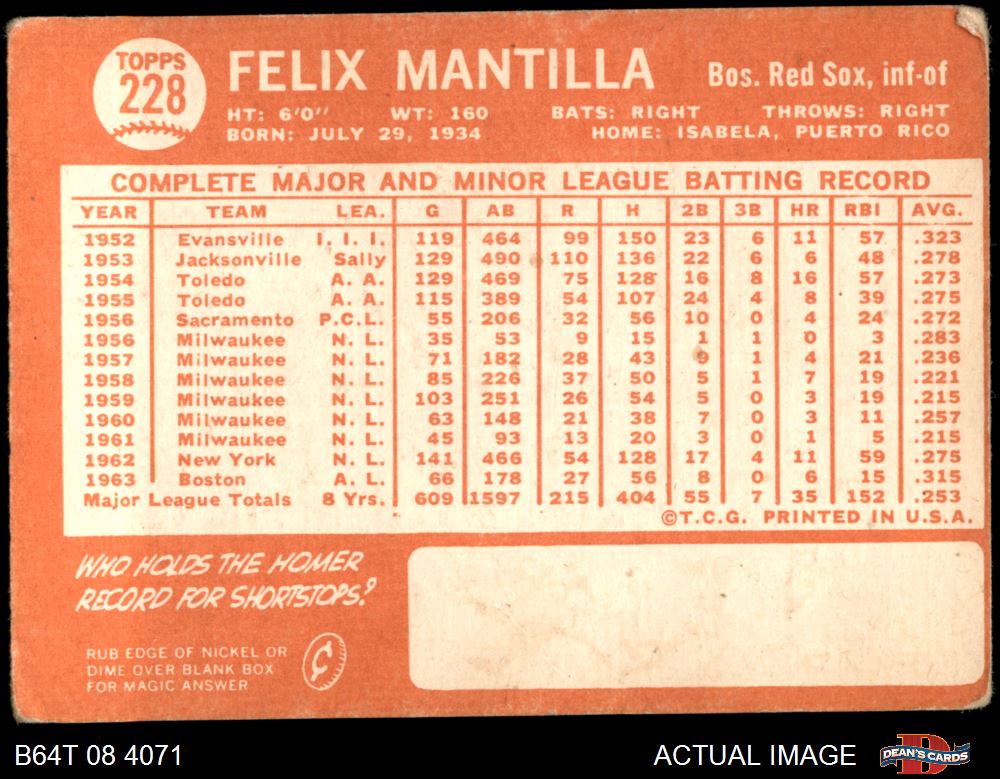 TOPPS
228
FELIX MANTILLA
Bos. Red Sox, inf-of
HT: 6'0" WT: 160 BATS: RIGHT THROWS: RIGHT
BORN: JULY 29, 1934 HOME: ISABELA, PUERTO RICO
COMPLETE MAJOR AND MINOR LEAGUE BATTING RECORD
YEAR TEAM LEA. G AB R H 2B 3B HR RBI AVG.
1952 Evansville I. I. I. 119 464 99 150 23 6 11 57 .323
1953 Jacksonville Sally 129 490 110 136 22 6 6 48 .278
1954 Toledo A. A. 129 469 75 128 16 8 16 57 .273
1955 Toledo A. A. 115 389 54 107 24 4 8 39 .275
1956 Sacramento P.C.L. 55 206 32 56 10 0 4 24 .272
1956 Milwaukee N. L. 35 53 9 15 1 1 0 3 .283
1957 Milwaukee N. L. 71 182 28 43 9 1 4 21 .236
1958 Milwaukee N. L. 85 226 37 50 5 1 7 19 .221
1959 Milwaukee N. L. 103 251 26 54 5 0 3 19 .215
1960 Milwaukee N. L. 63 148 21 38 7 0 3 11 .257
1961 Milwaukee N. L. 45 93 13 20 3 0 1 5 .215
1962 New York N. L. 141 466 54 128 17 4 11 59 .275
1963 Boston A. L. 66 178 27 56 8 0 6 15 .315
Major League Totals 8 Yrs. 609 1597 215 404 55 7 35 152 .253
©T.C.G. PRINTED IN U.S.A.
WHO HOLDS THE HOMER
RECORD FOR SHORTSTOPS?
RUB EDGE OF NICKEL OR
DIME OVER BLANK BOX
FOR MAGIC ANSWER
¢
B64T 08 4071
ACTUAL IMAGE
D
DEAN'S CARDS